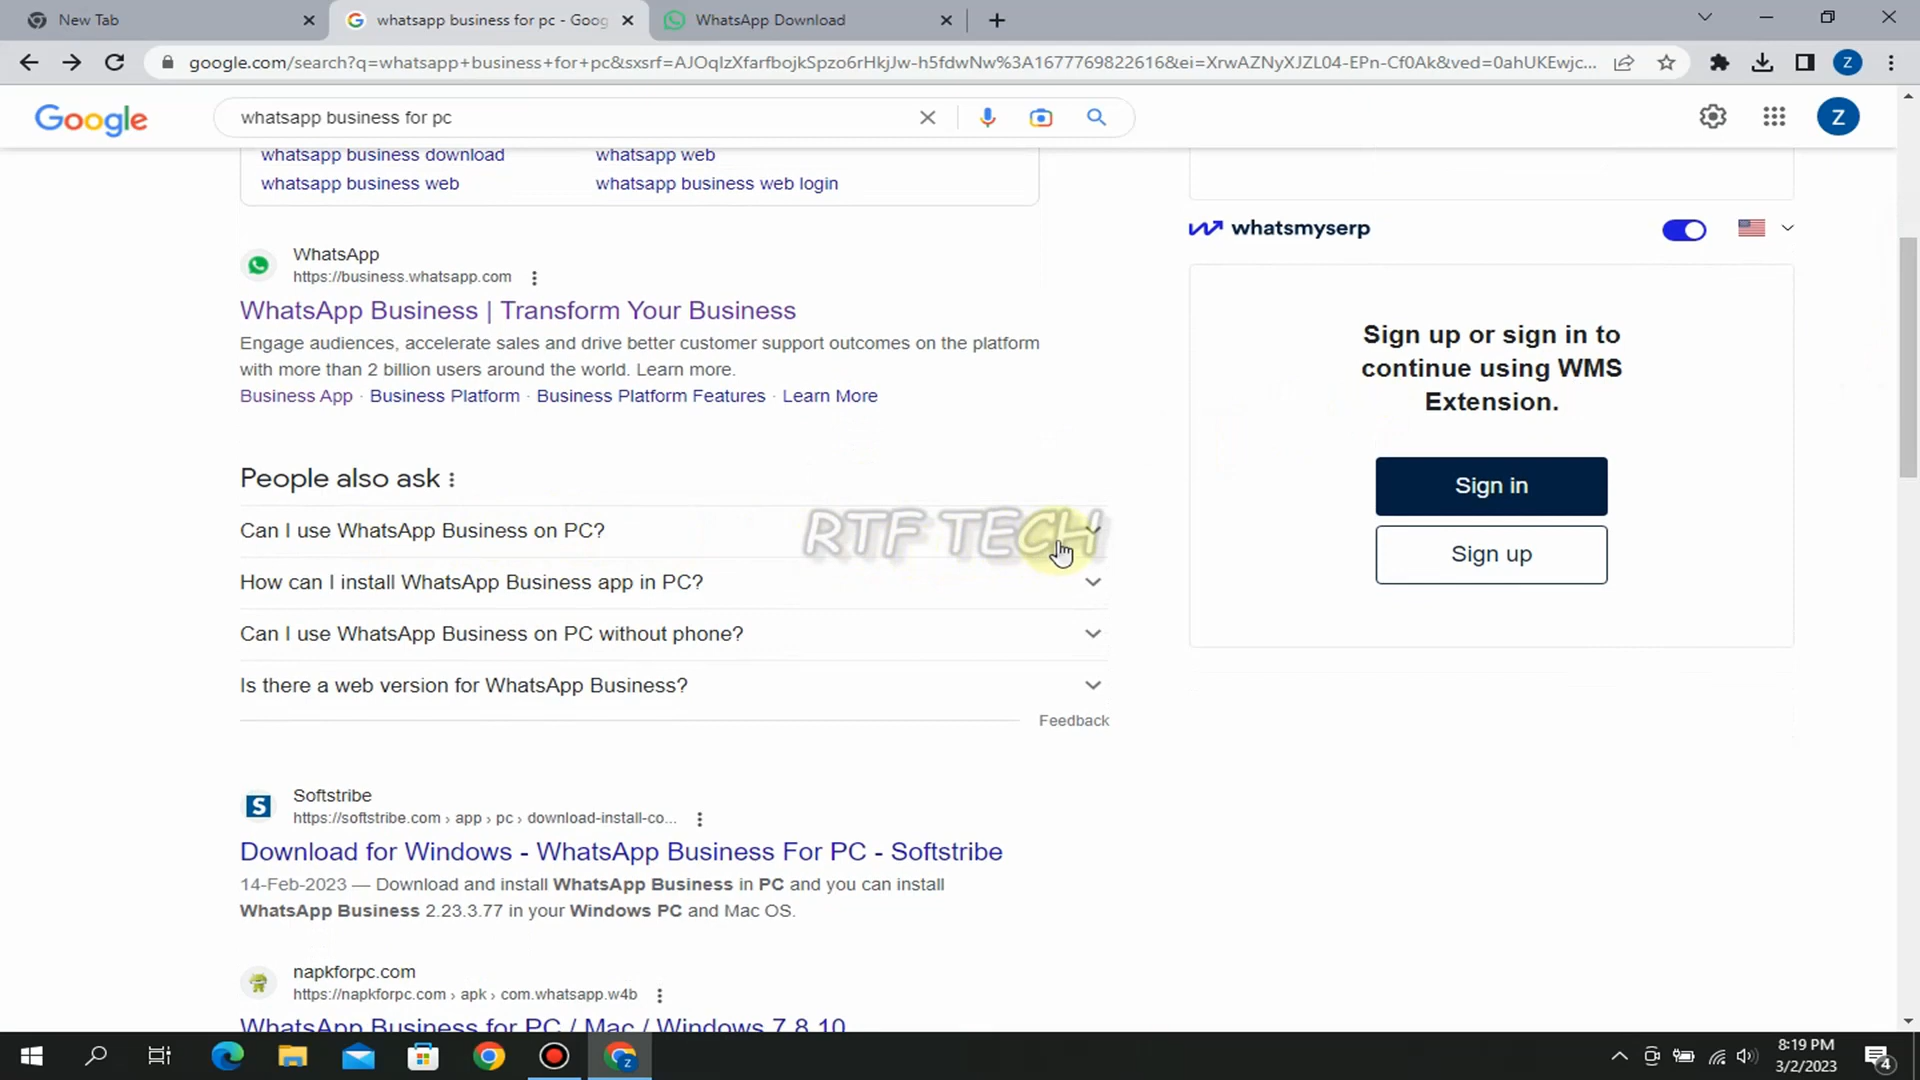 New Tab
whatsapp business for pc - Goog
WhatsApp Download
google.com/search?q=whatsapp+business+for+pc&sxsrf=AJOqlzXfarfbojkSpzo6rHkjJw-h5fdwNw%3A1677769822616&ei=XrwAZNyXJZL04-EPn-Cf0Ak&ved=0ahUKEwjc...
Z
Google
whatsapp business for pc
Z
whatsapp business download
whatsapp web
whatsapp business web
whatsapp business web login
whatsmyserp
WhatsApp
https://business.whatsapp.com
WhatsApp Business | Transform Your Business
Engage audiences, accelerate sales and drive better customer support outcomes on the platform
with more than 2 billion users around the world. Learn more.
Business App · Business Platform · Business Platform Features · Learn More
Sign up or sign in to
continue using WMS
Extension.
Sign in
Sign up
People also ask
Can I use WhatsApp Business on PC?
RTF TECH
How can I install WhatsApp Business app in PC?
Can I use WhatsApp Business on PC without phone?
Is there a web version for WhatsApp Business?
Feedback
S
Softstribe
https://softstribe.com › app › pc › download-install-co...
Download for Windows - WhatsApp Business For PC - Softstribe
14-Feb-2023 — Download and install WhatsApp Business in PC and you can install
WhatsApp Business 2.23.3.77 in your Windows PC and Mac OS.
napkforpc.com
https://napkforpc.com › apk › com.whatsapp.w4b
WhatsApp Business for PC / Mac / Windows 7.8.10
Z
8:19 PM
3/2/2023
4